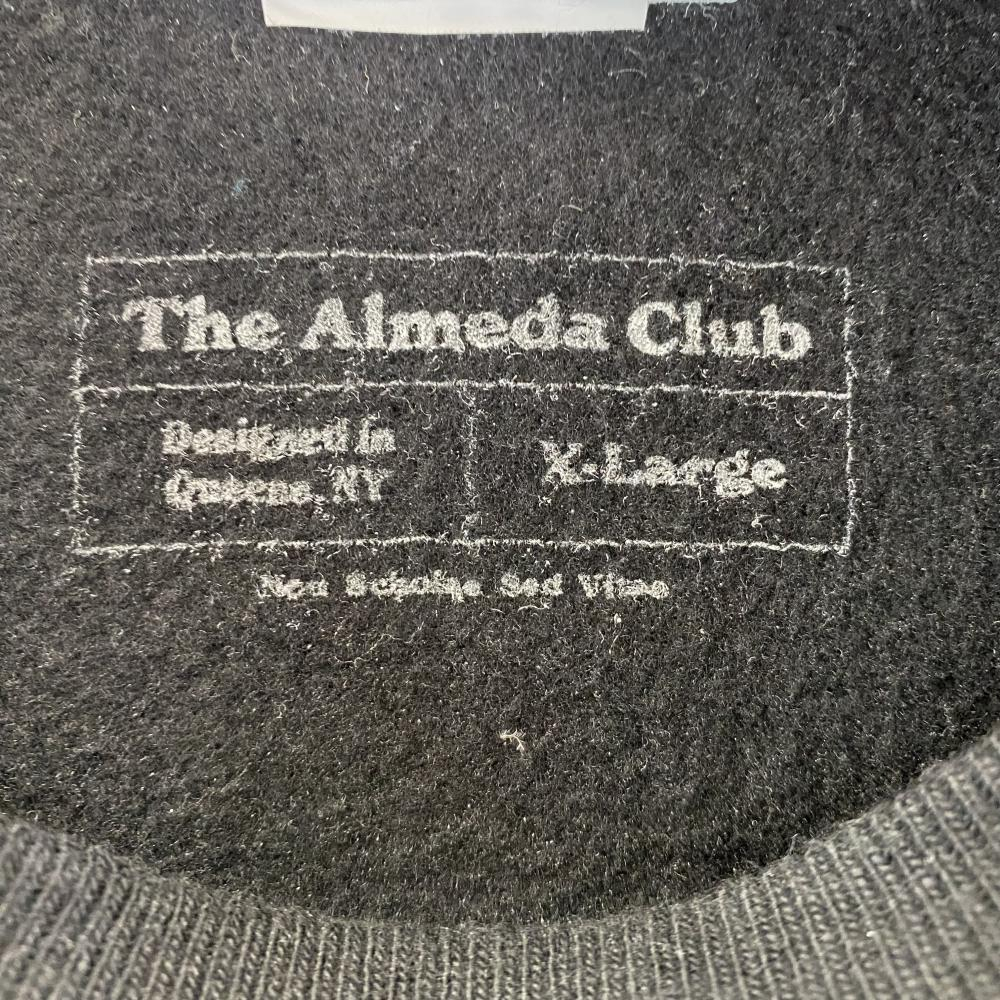 The Almeda Club
Designed in
Queens, NY
X-Large
Non Scholae Sed Vitae